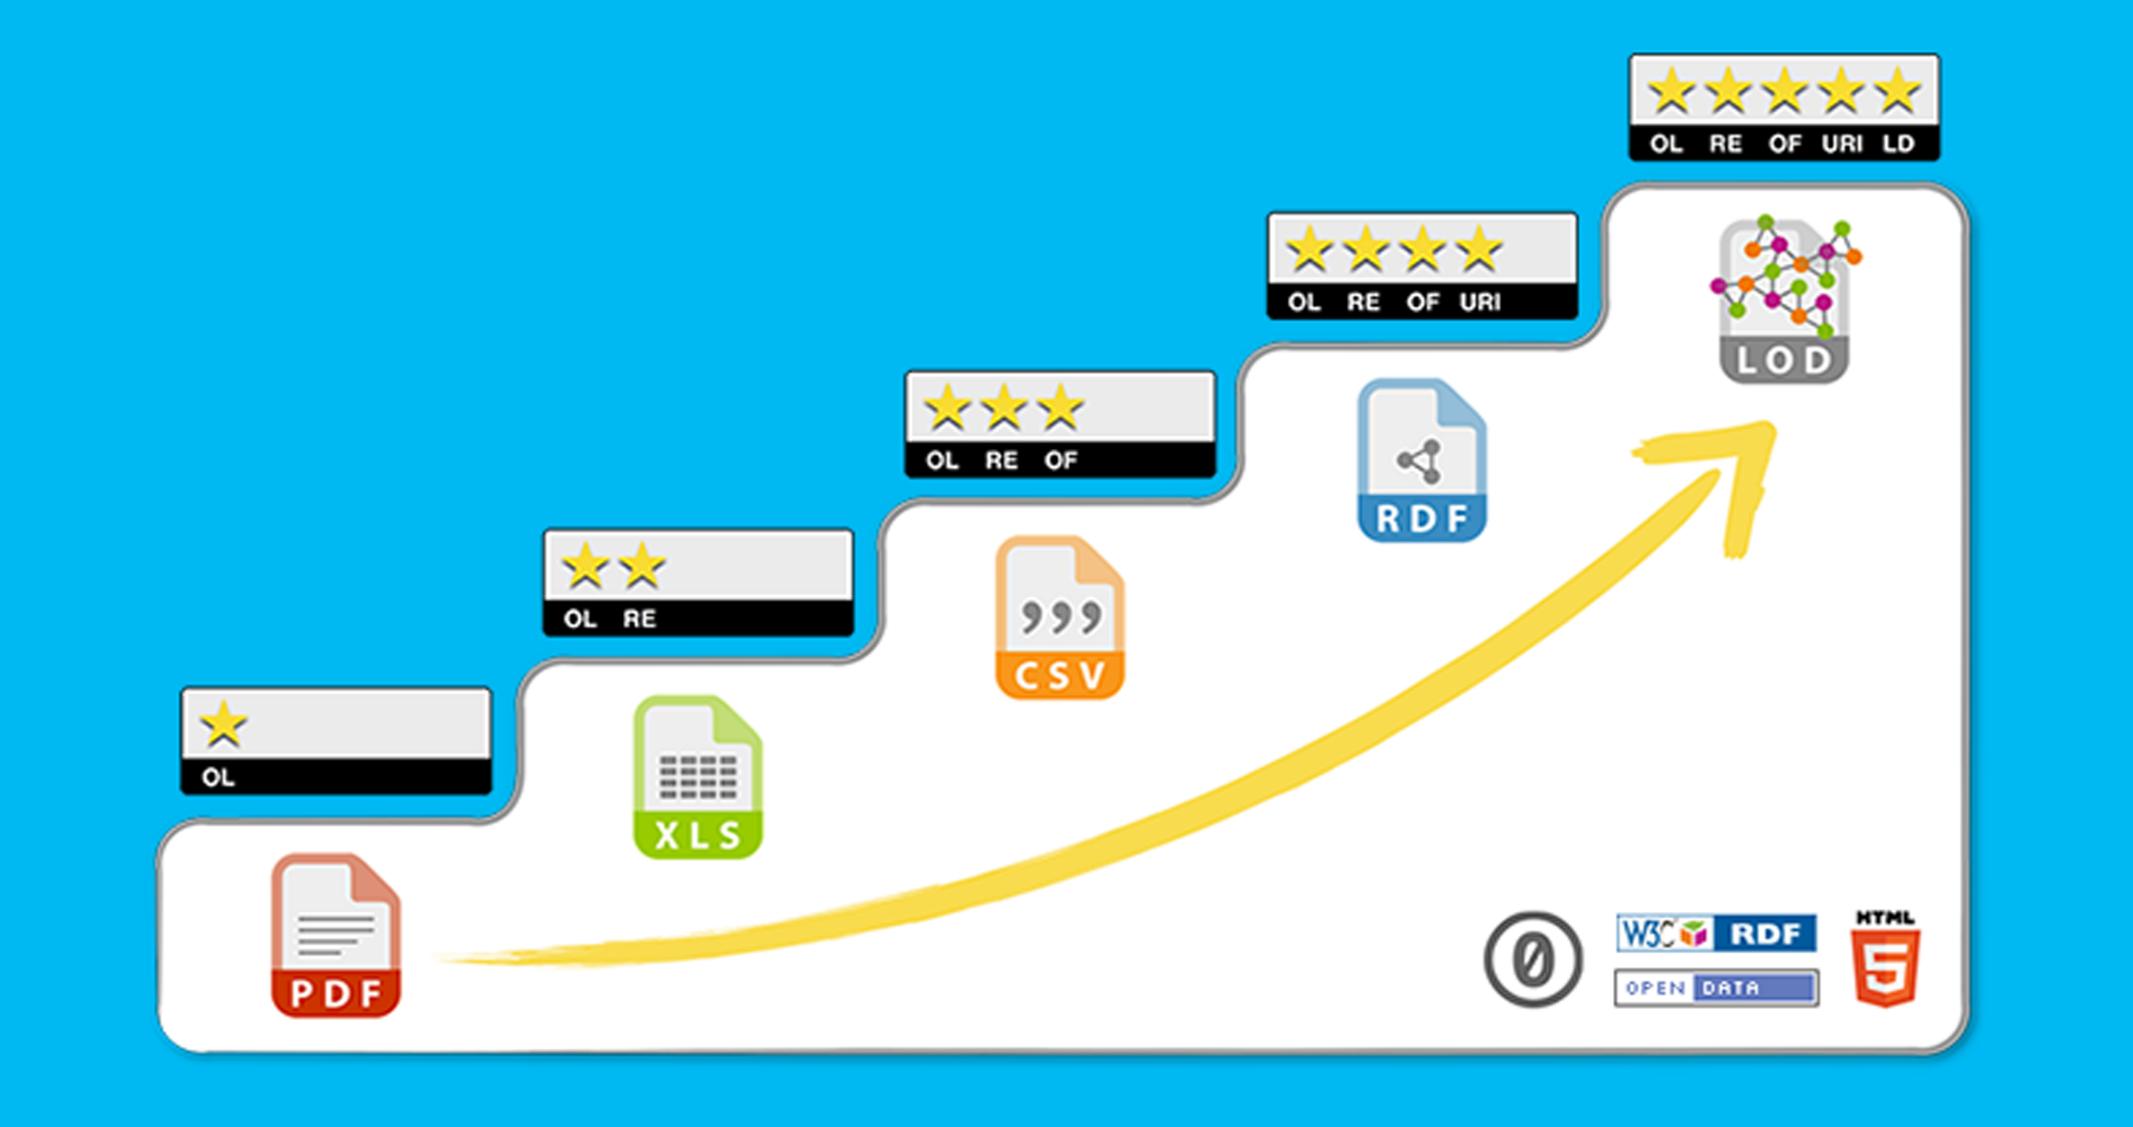 OL RE OF URI LD
LOD
OL RE OF URI
RDF
OL RE OF
CSV
OL RE
XLS
OL
PDF
0
W3C RDF
OPEN DATA
HTML
5